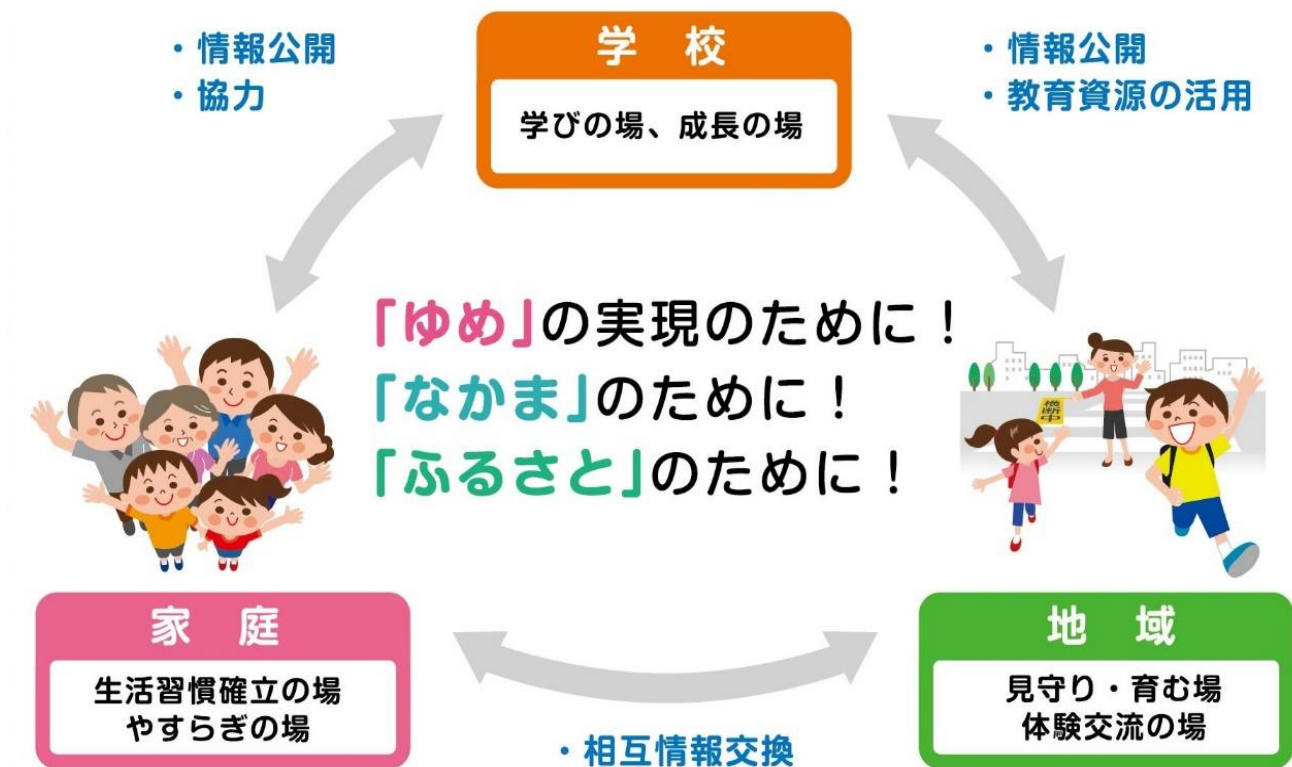 ・情報公開
・協力
学 校
学びの場、成長の場
・情報公開
・教育資源の活用
「ゆめ」の実現のために！
「なかま」のために！
「ふるさと」のために！
横断中
家 庭
生活習慣確立の場
やすらぎの場
・相互情報交換
地 域
見守り・育む場
体験交流の場